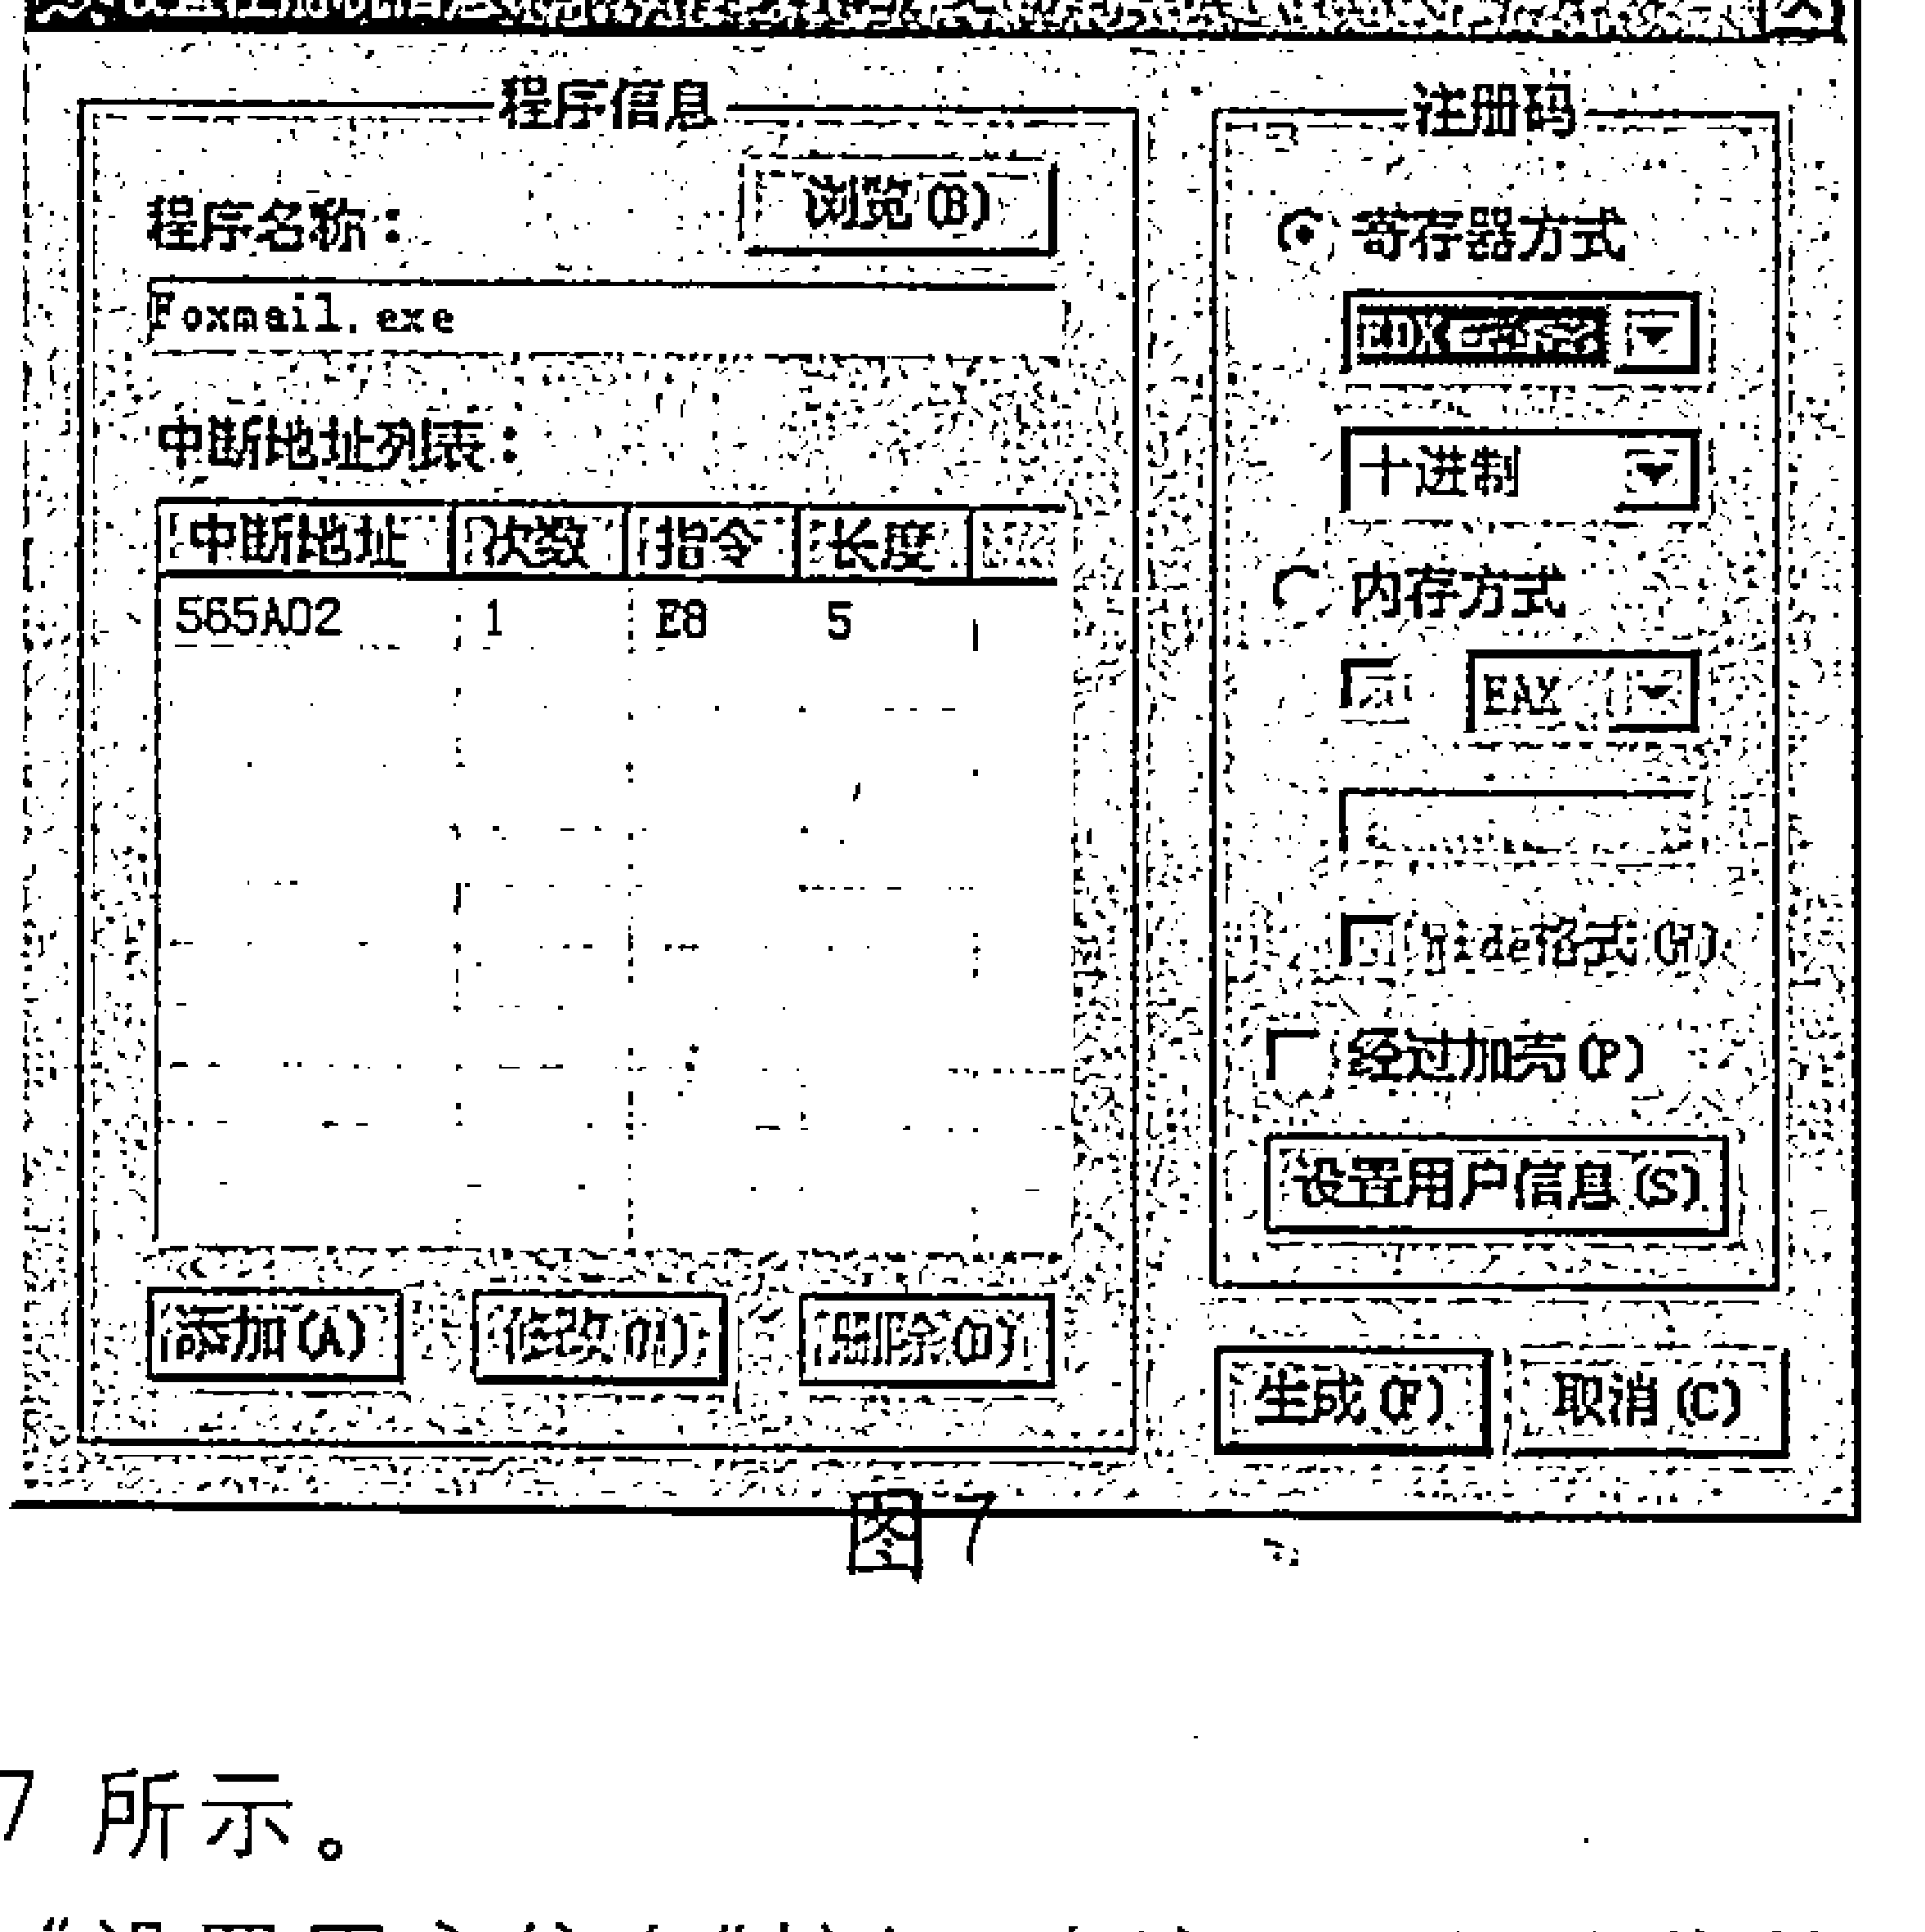 程序信息
程序名称：
浏览(B)
Foxmail.exe
中断地址列表：
中断地址 次数 指令 长度
565A02 1 E8 5
添加(A) 修改(M) 删除(D)
注册码
寄存器方式
EDX
十进制
内存方式
EAX
格式(H)
经过加壳(P)
设置用户信息(S)
生成(F) 取消(C)
图 7
7 所示。